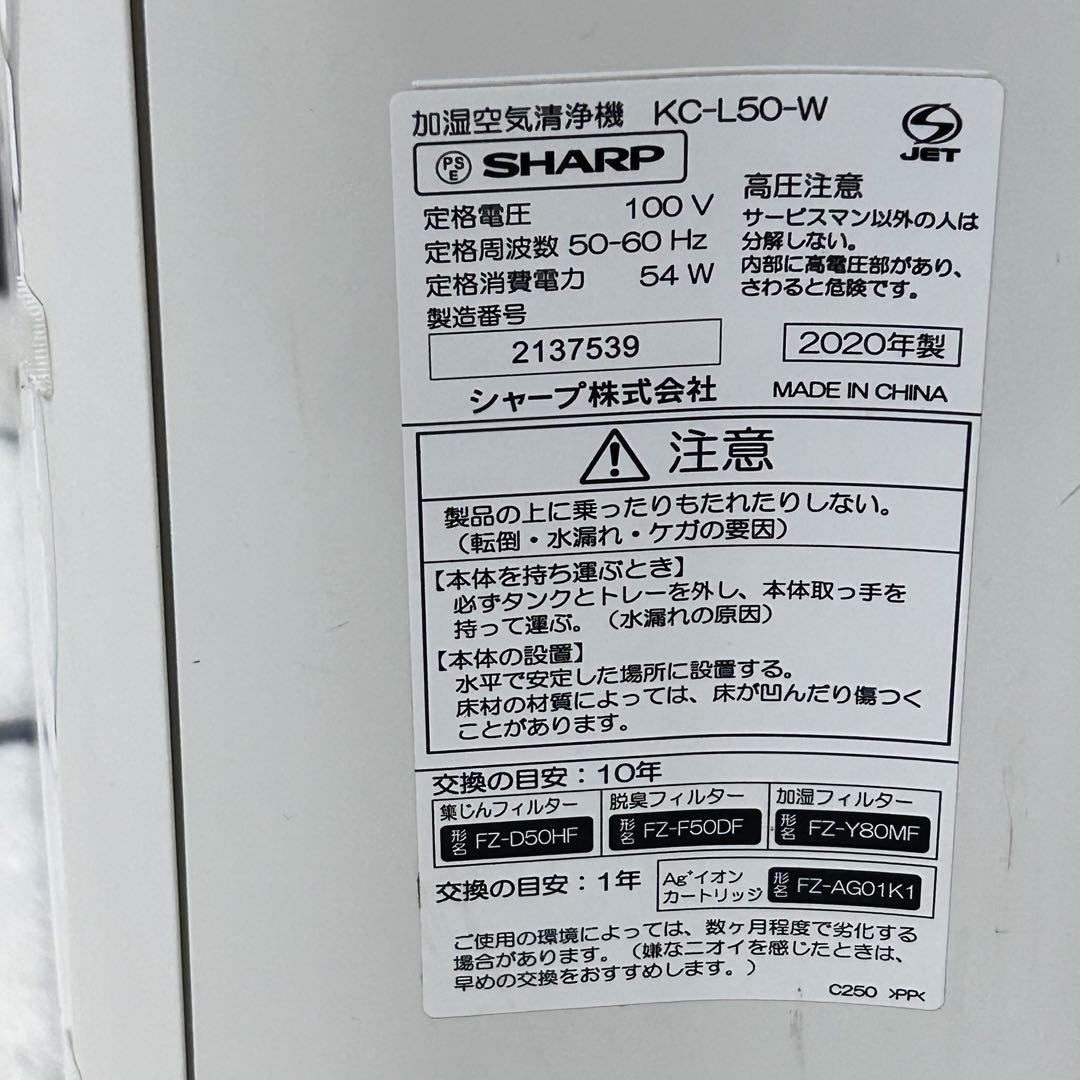 加湿空気清浄機 KC-L50-W
PSE SHARP
JET
定格電圧 100 V
定格周波数 50-60 Hz
定格消費電力 54 W
製造番号
2137539
シャープ株式会社
高圧注意
サービスマン以外の人は
分解しない。
内部に高電圧部があり、
さわると危険です。
2020年製
MADE IN CHINA
注意
製品の上に乗ったりもたれたりしない。
（転倒・水漏れ・ケガの要因）
【本体を持ち運ぶとき】
必ずタンクとトレーを外し、本体取っ手を
持って運ぶ。（水漏れの原因）
【本体の設置】
水平で安定した場所に設置する。
床材の材質によっては、床が凹んだり傷つく
ことがあります。
交換の目安：10年
集じんフィルター
形名 FZ-D50HF
脱臭フィルター
形名 FZ-F50DF
加湿フィルター
形名 FZ-Y80MF
交換の目安：1年
Ag⁺イオン
カートリッジ
形名 FZ-AG01K1
ご使用の環境によっては、数ヶ月程度で劣化する
場合があります。（嫌なニオイを感じたときは、
早めの交換をおすすめします。）
C250 >PP<